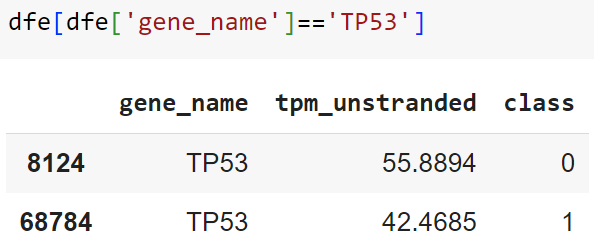 dfe[dfe['gene_name']=='TP53']
gene_name tpm_unstranded class
8124 TP53 55.8894 0
68784 TP53 42.4685 1